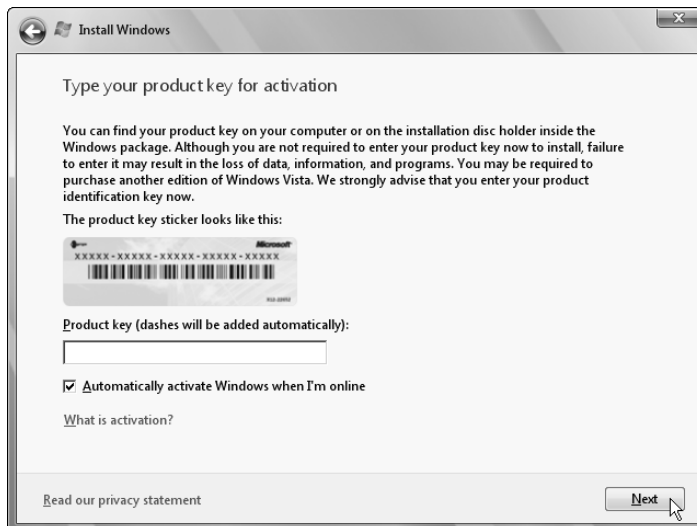 Install Windows
Type your product key for activation
You can find your product key on your computer or on the installation disc holder inside the
Windows package. Although you are not required to enter your product key now to install, failure
to enter it may result in the loss of data, information, and programs. You may be required to
purchase another edition of Windows Vista. We strongly advise that you enter your product
identification key now.
The product key sticker looks like this:
Microsoft
XXXXX-XXXXX-XXXXX-XXXXX-XXXXX
Product key (dashes will be added automatically):
Automatically activate Windows when I'm online
What is activation?
Read our privacy statement
Next